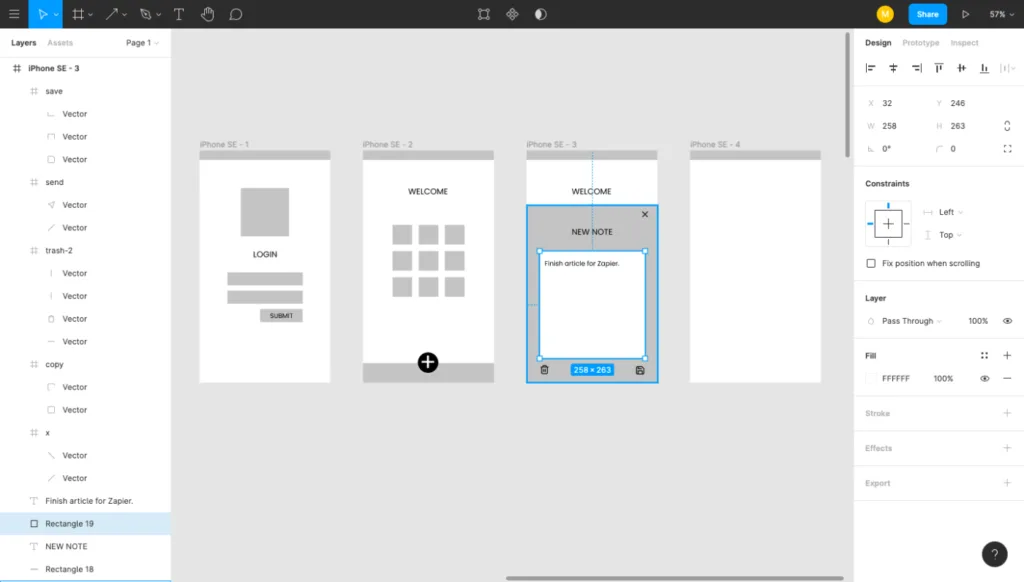 M
Share
57%
Layers
Assets
Page 1
iPhone SE - 3
save
Vector
Vector
Vector
send
Vector
Vector
trash-2
Vector
Vector
Vector
Vector
copy
Vector
Vector
x
Vector
Vector
Finish article for Zapier.
Rectangle 19
NEW NOTE
Rectangle 18
iPhone SE - 1
LOGIN
SUBMIT
iPhone SE - 2
WELCOME
iPhone SE - 3
WELCOME
NEW NOTE
Finish article for Zapier.
258 × 263
iPhone SE - 4
Design
Prototype
Inspect
X 32 Y 246
W 258 H 263
0° 0
Constraints
Left
Top
Fix position when scrolling
Layer
Pass Through 100%
Fill
FFFFFF 100%
Stroke
Effects
Export
?